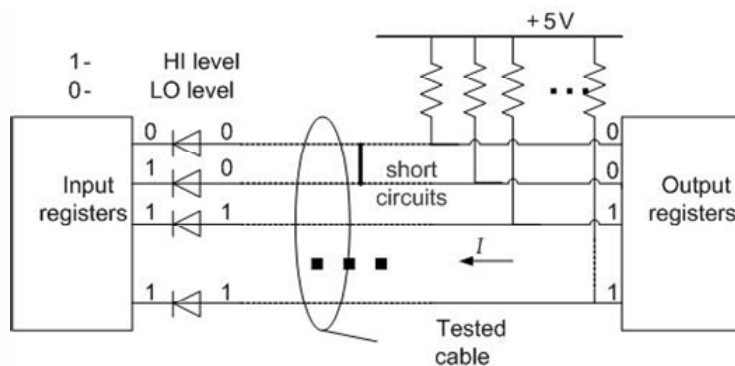 +5V
1- HI level
0- LO level
0 0 0
1 0 0
short
circuits
Input
registers
Output
registers
1 1 1
I
1 1 1
Tested
cable